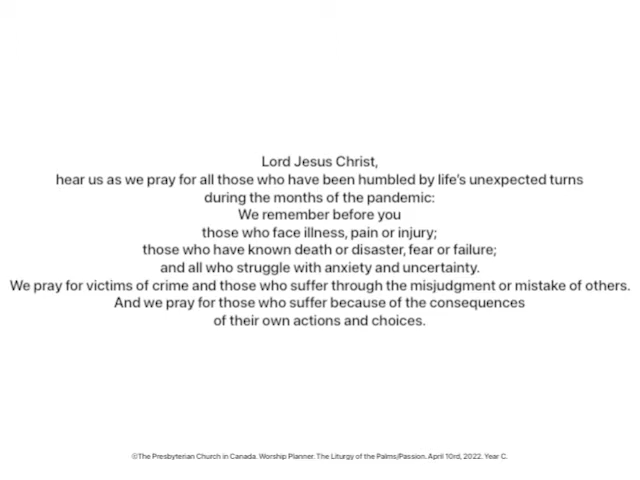 Lord Jesus Christ,
hear us as we pray for all those who have been humbled by life's unexpected turns
during the months of the pandemic:
We remember before you
those who face illness, pain or injury;
those who have known death or disaster, fear or failure;
and all who struggle with anxiety and uncertainty.
We pray for victims of crime and those who suffer through the misjudgment or mistake of others.
And we pray for those who suffer because of the consequences
of their own actions and choices.
©The Presbyterian Church in Canada. Worship Planner. The Liturgy of the Palms/Passion. April 10rd, 2022. Year C.